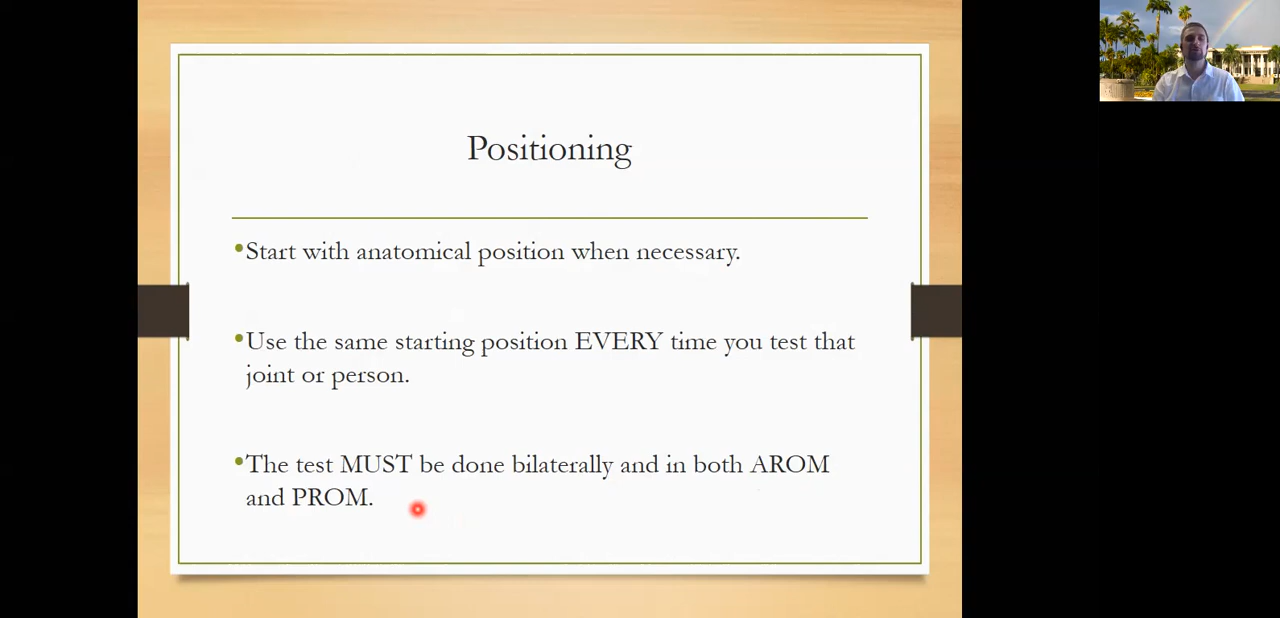 Positioning
•Start with anatomical position when necessary.
•Use the same starting position EVERY time you test that
joint or person.
•The test MUST be done bilaterally and in both AROM
and PROM.